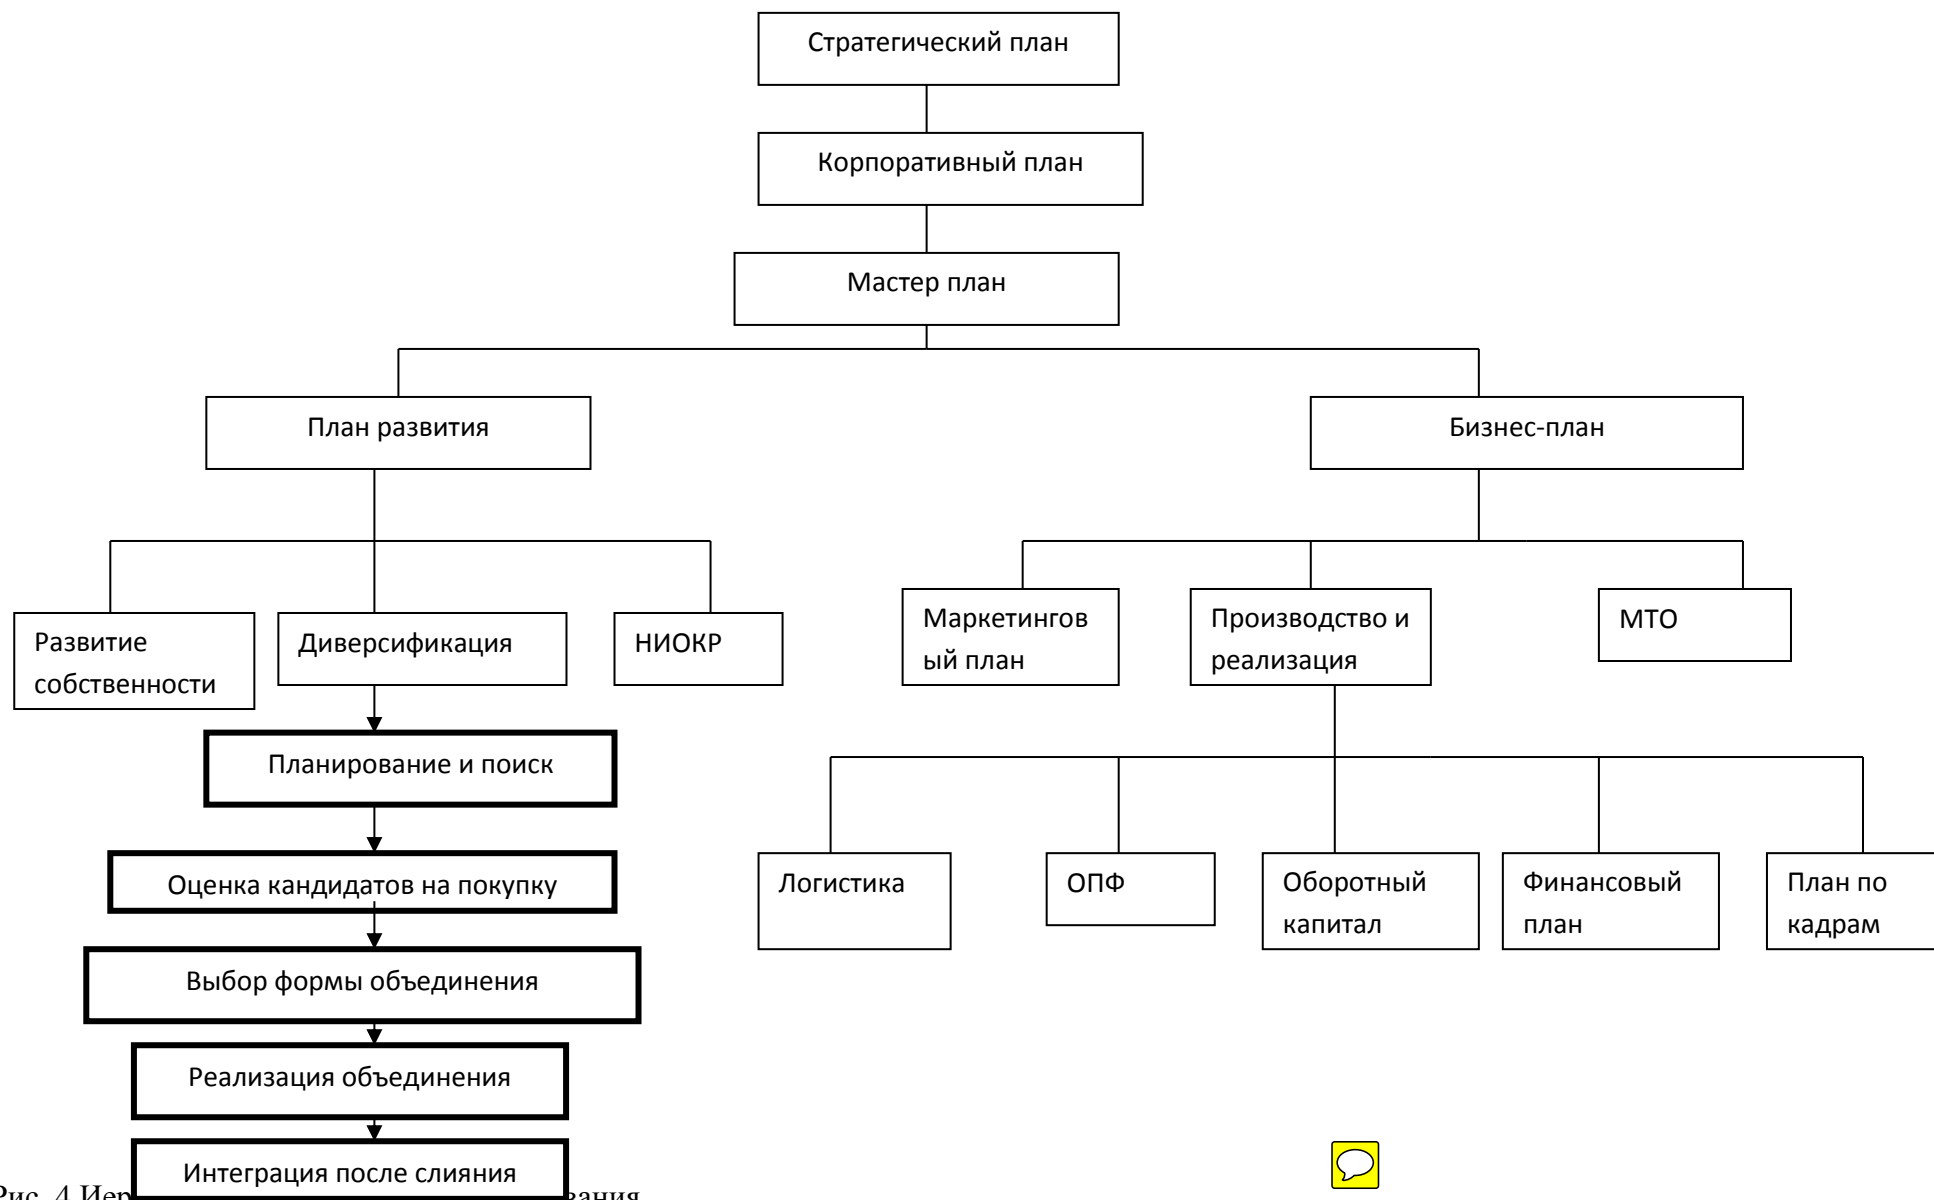 Стратегический план
Корпоративный план
Мастер план
План развития
Бизнес-план
Развитие
собственности
Диверсификация
НИОКР
Маркетингов
ый план
Производство и
реализация
МТО
Планирование и поиск
Оценка кандидатов на покупку
Выбор формы объединения
Реализация объединения
Интеграция после слияния
Логистика
ОПФ
Оборотный
капитал
Финансовый
план
План по
кадрам
Рис. 4